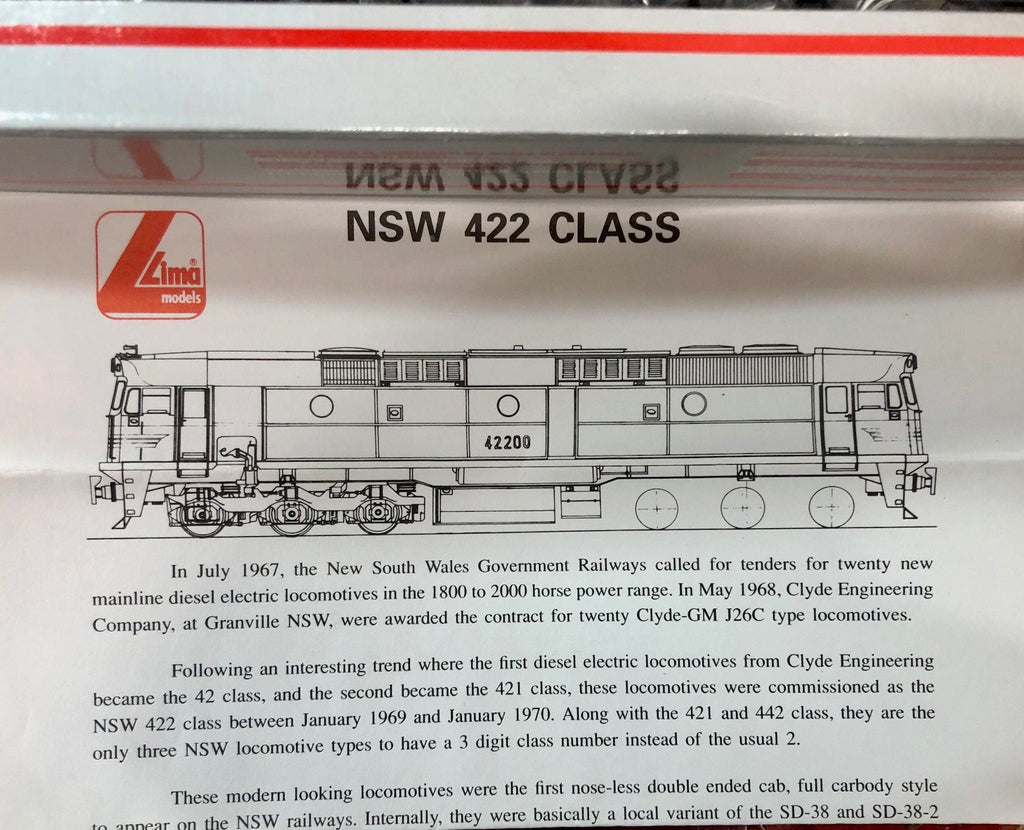 NSW 422 CLASS
NSW 422 CLASS
Lima®
models
42200
In July 1967, the New South Wales Government Railways called for tenders for twenty new
mainline diesel electric locomotives in the 1800 to 2000 horse power range. In May 1968, Clyde Engineering
Company, at Granville NSW, were awarded the contract for twenty Clyde-GM J26C type locomotives.
Following an interesting trend where the first diesel electric locomotives from Clyde Engineering
became the 42 class, and the second became the 421 class, these locomotives were commissioned as the
NSW 422 class between January 1969 and January 1970. Along with the 421 and 442 class, they are the
only three NSW locomotive types to have a 3 digit class number instead of the usual 2.
These modern looking locomotives were the first nose-less double ended cab, full carbody style
to appear on the NSW railways. Internally, they were basically a local variant of the SD-38 and SD-38-2